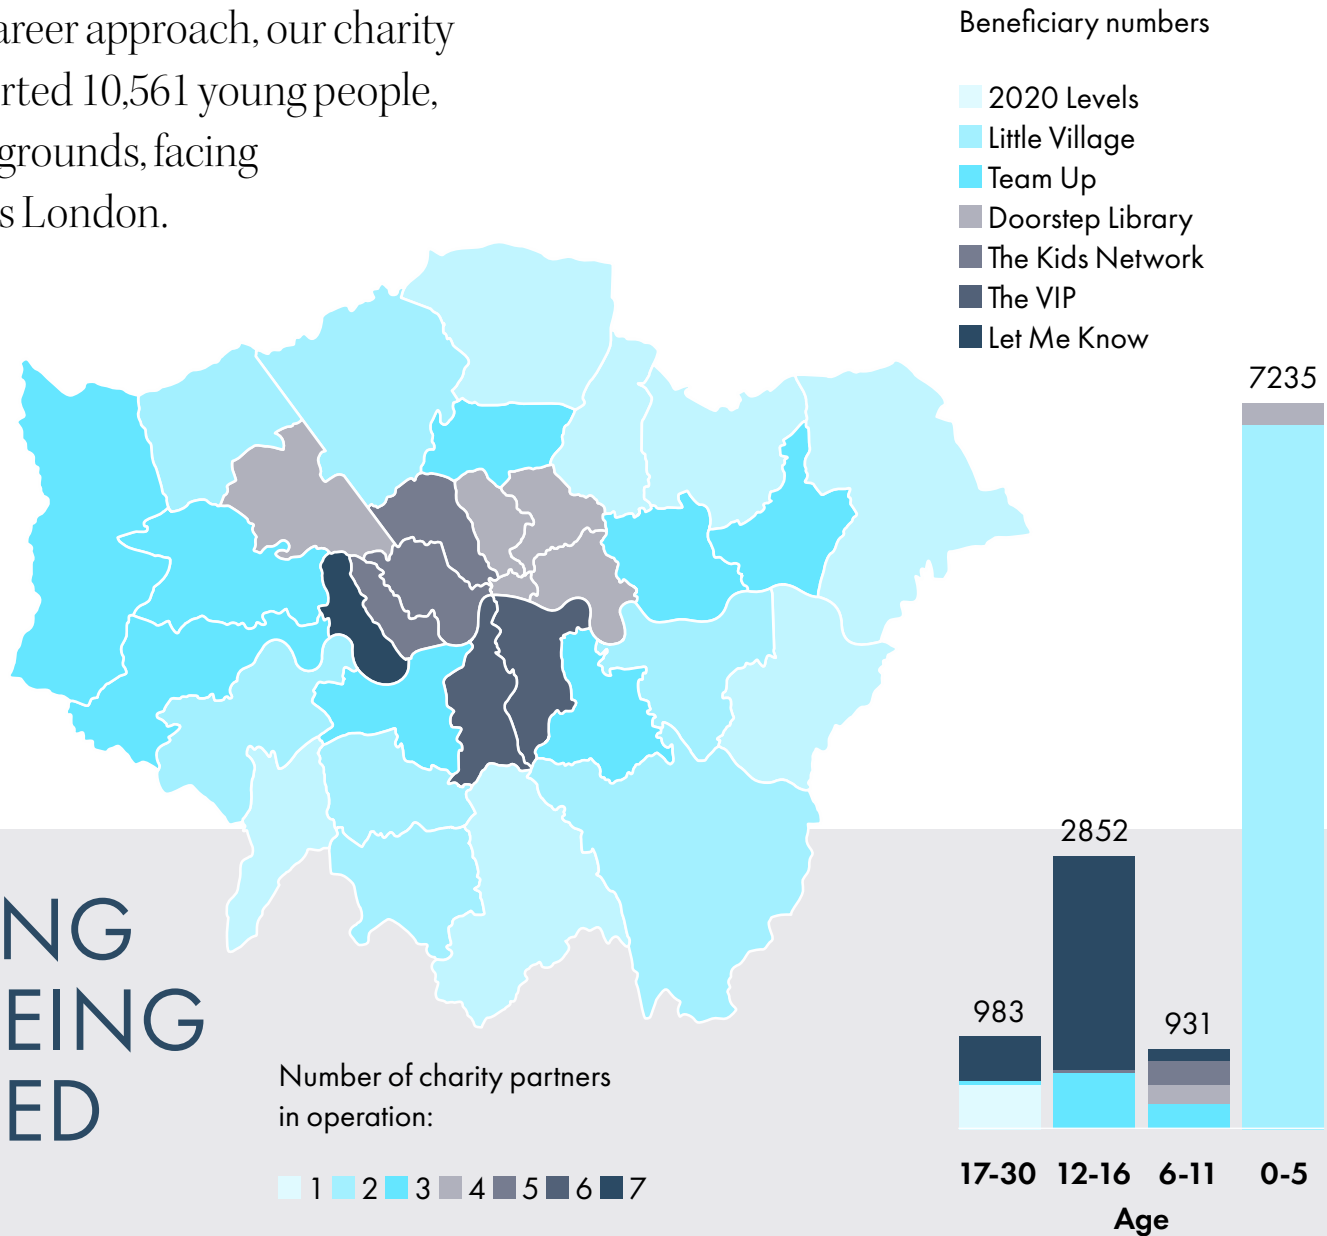 areer approach, our charity
rted 10,561 young people,
grounds, facing
s London.
Beneficiary numbers
2020 Levels
Little Village
Team Up
Doorstep Library
The Kids Network
The VIP
Let Me Know
7235
2852
983
931
17-30 12-16 6-11 0-5
Age
NG
EING
ED
Number of charity partners
in operation:
1 2 3 4 5 6 7